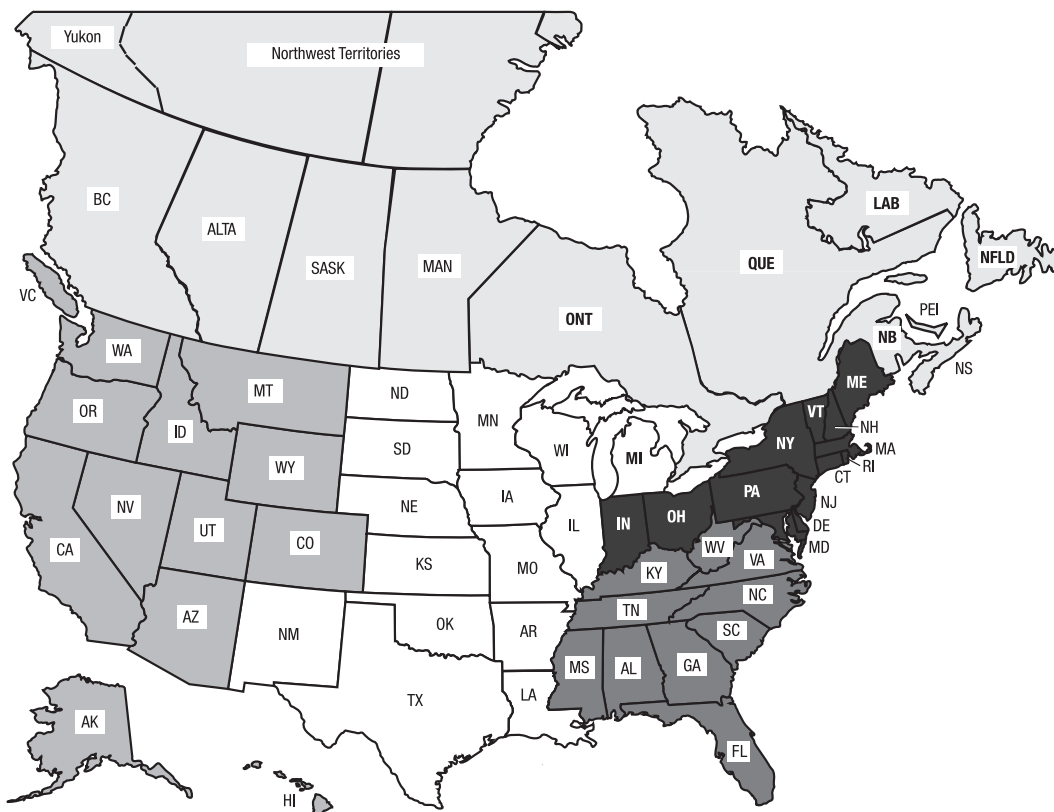 Yukon
Northwest Territories
BC
ALTA
SASK
MAN
ONT
QUE
LAB
NFLD
PEI
NB
NS
VC
WA
OR
ID
MT
WY
NV
UT
CO
CA
AZ
NM
ND
SD
NE
KS
OK
TX
MN
IA
MO
AR
LA
WI
IL
MI
IN
OH
KY
TN
MS
AL
GA
FL
SC
NC
VA
WV
PA
NY
VT
ME
NH
MA
RI
CT
NJ
DE
MD
AK
HI